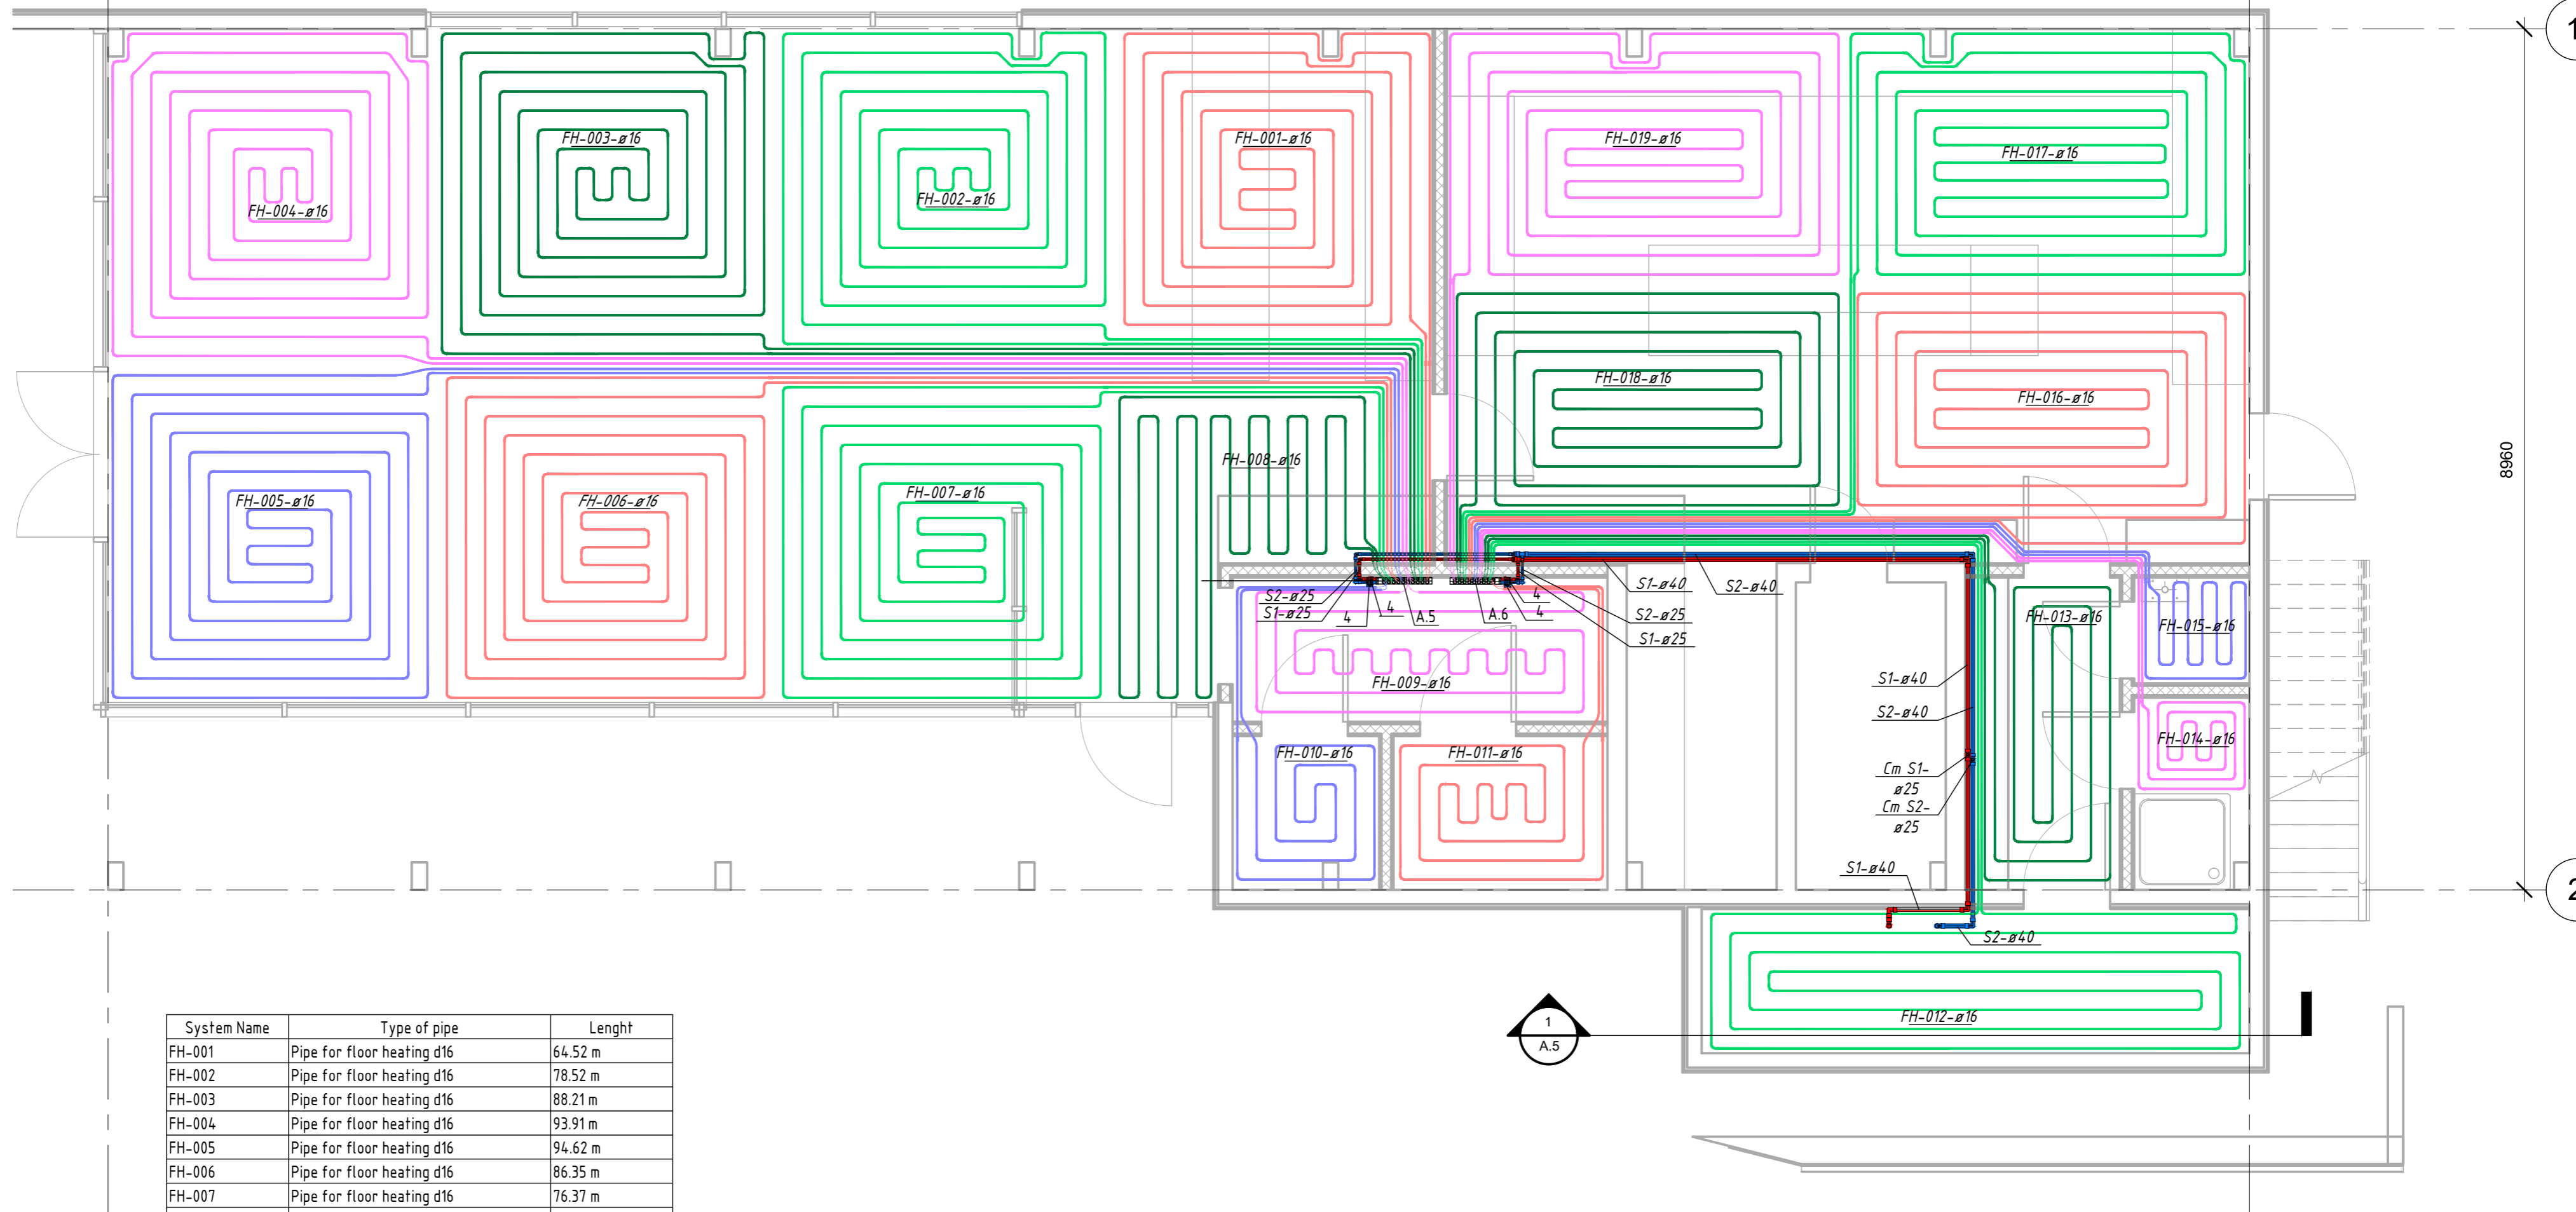 1
FH-003-ø16
FH-001-ø16
FH-019-ø16
FH-017-ø16
FH-004-ø16
FH-002-ø16
FH-018-ø16
FH-016-ø16
8960
FH-008-ø16
FH-005-ø16
FH-006-ø16
FH-007-ø16
S2-ø25
S1-ø25
4
4
A.5
A.6
4
4
S1-ø40
S2-ø40
S2-ø25
S1-ø25
FH-013-ø16
FH-015-ø16
FH-009-ø16
S1-ø40
S2-ø40
FH-010-ø16
FH-011-ø16
FH-014-ø16
Cm S1-
ø25
Cm S2-
ø25
S1-ø40
2
S2-ø40
FH-012-ø16
1
A.5
System Name Type of pipe Lenght
FH-001 Pipe for floor heating d16 64.52 m
FH-002 Pipe for floor heating d16 78.52 m
FH-003 Pipe for floor heating d16 88.21 m
FH-004 Pipe for floor heating d16 93.91 m
FH-005 Pipe for floor heating d16 94.62 m
FH-006 Pipe for floor heating d16 86.35 m
FH-007 Pipe for floor heating d16 76.37 m